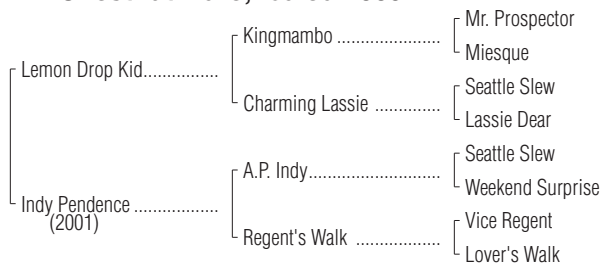 Kingmambo ..................
Mr. Prospector
Miesque
Lemon Drop Kid...............
Charming Lassie ...............
Seattle Slew
Lassie Dear
A.P. Indy..........................
Seattle Slew
Weekend Surprise
Indy Pendence .................
(2001)
Regent's Walk ..................
Vice Regent
Lover's Walk